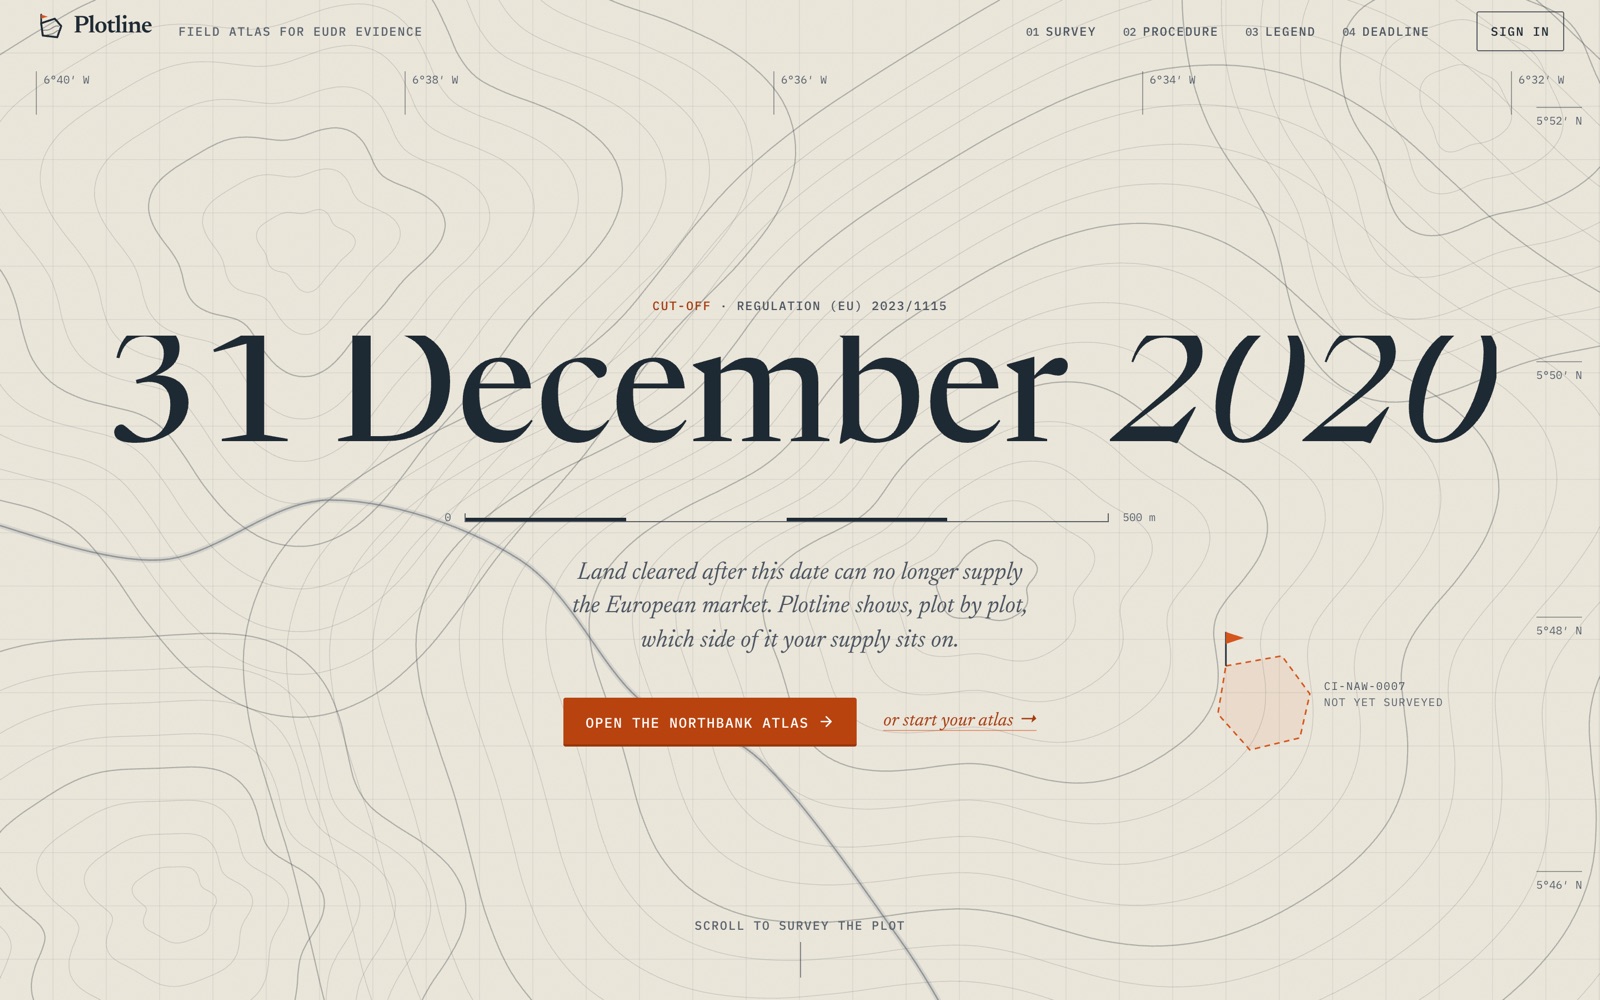 Plotline
FIELD ATLAS FOR EUDR EVIDENCE
01 SURVEY
02 PROCEDURE
03 LEGEND
04 DEADLINE
SIGN IN
6°40′ W
6°38′ W
6°36′ W
6°34′ W
6°32′ W
5°52′ N
CUT-OFF · REGULATION (EU) 2023/1115
31 December 2020
5°50′ N
0
500 m
Land cleared after this date can no longer supply
the European market. Plotline shows, plot by plot,
which side of it your supply sits on.
5°48′ N
CI-NAW-0007
NOT YET SURVEYED
OPEN THE NORTHBANK ATLAS →
or start your atlas →
5°46′ N
SCROLL TO SURVEY THE PLOT